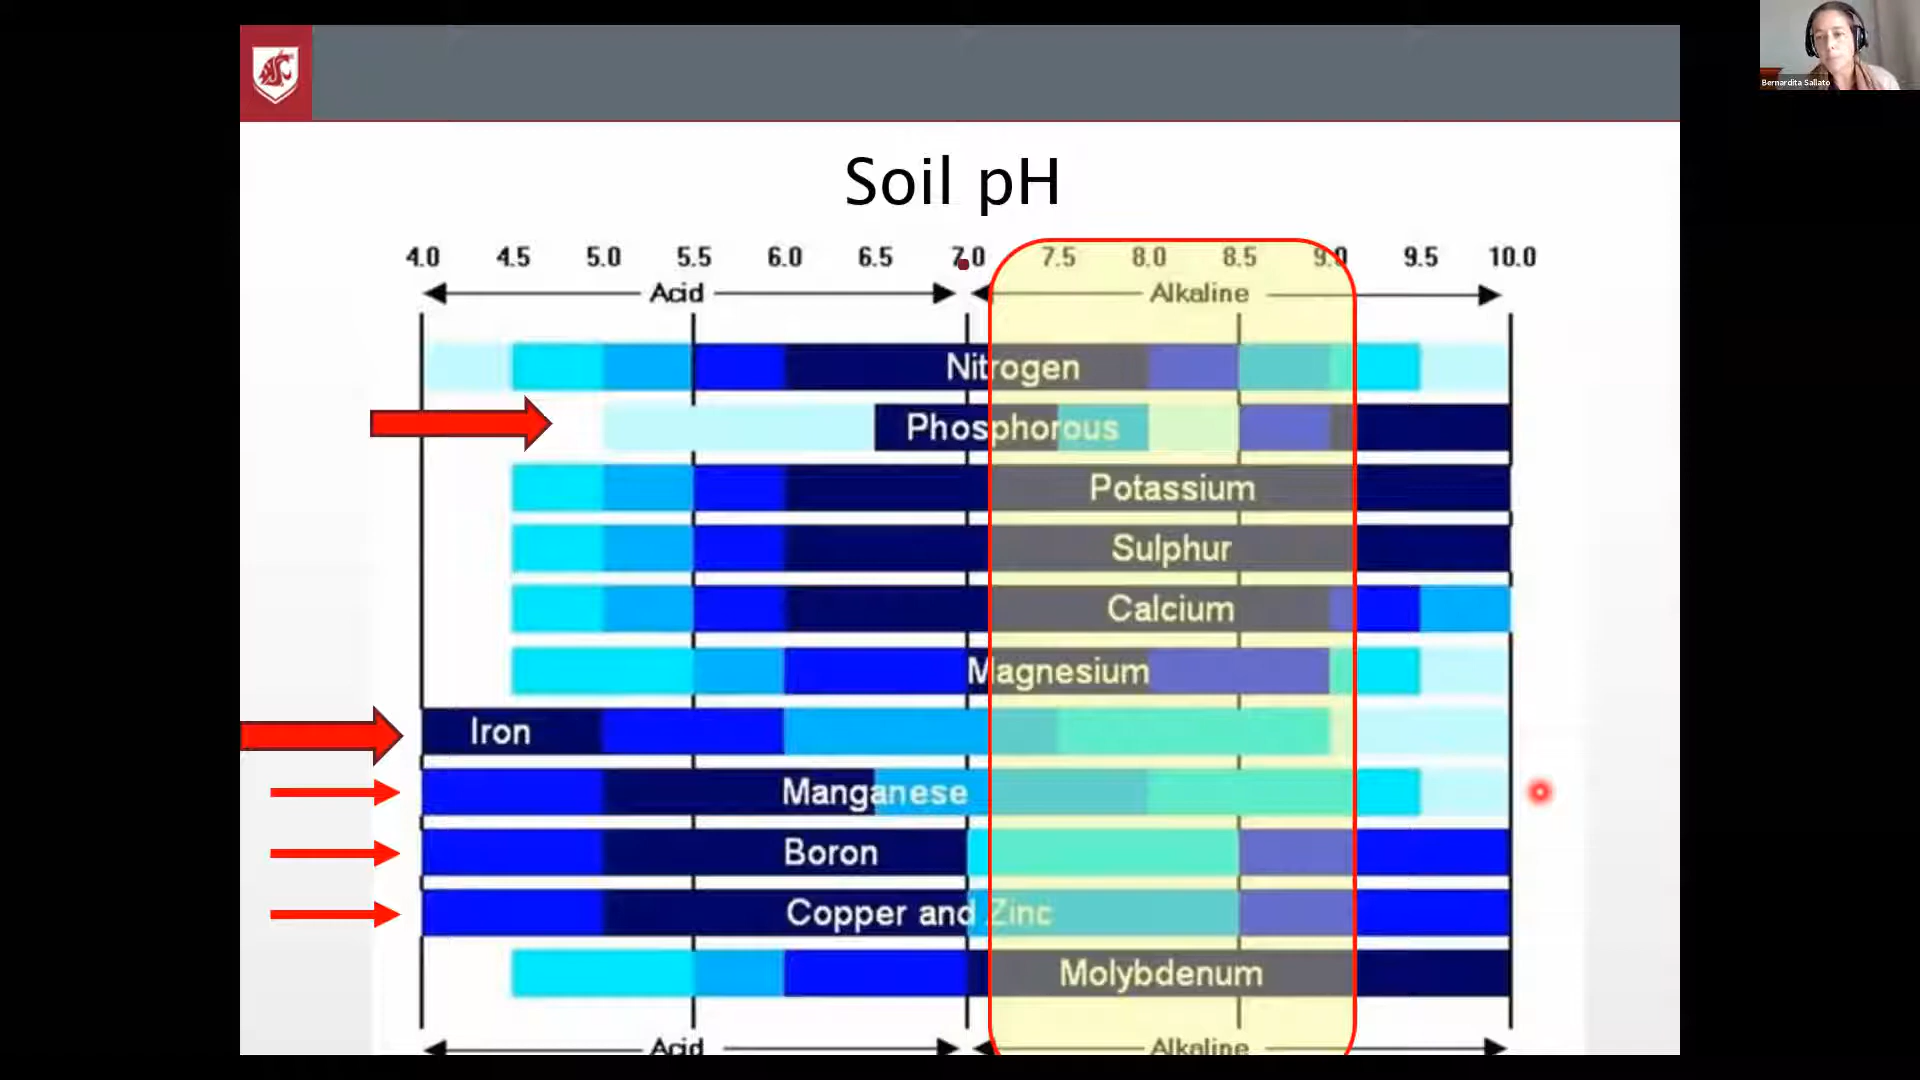 Bernardita Sallato
Soil pH
4.0 4.5 5.0 5.5 6.0 6.5 7.0 7.5 8.0 8.5 9.0 9.5 10.0
Acid Alkaline
Nitrogen
Phosphorous
Potassium
Sulphur
Calcium
Magnesium
Iron
Manganese
Boron
Copper and Zinc
Molybdenum
Acid Alkaline